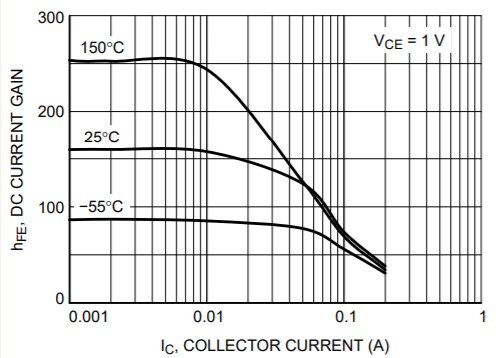 300
200
100
0
h_FE, DC CURRENT GAIN
150°C
25°C
−55°C
V_CE = 1 V
0.001 0.01 0.1 1
I_C, COLLECTOR CURRENT (A)